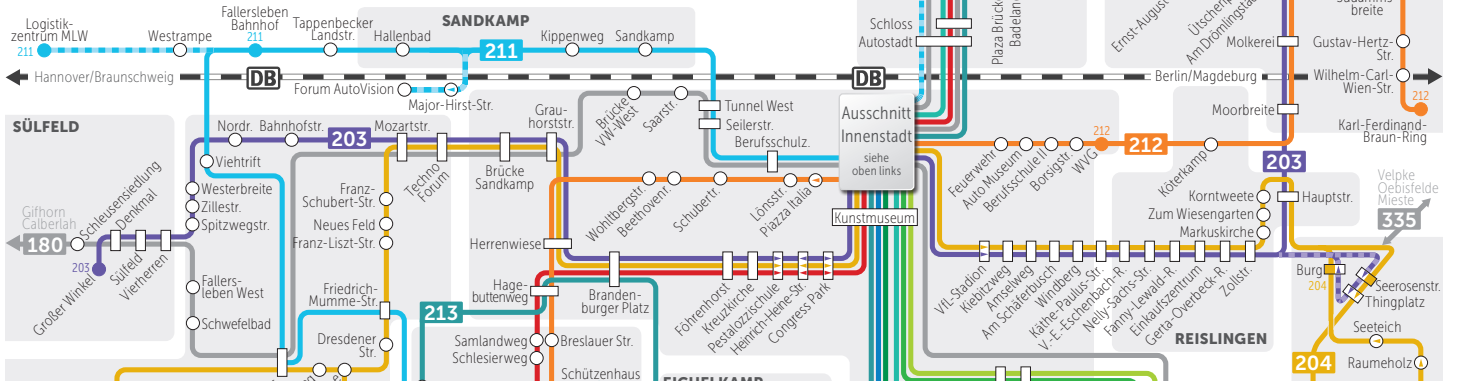 Logistik-
zentrum MLW
211
Westrampe
Fallersleben
Bahnhof
211
Tappenbecker
Landstr.
SANDKAMP
Hallenbad
211
Kippenweg
Sandkamp
Schloss
Autostadt
Plaza Brück
Badelan
Ernst-August
Ütschenp
Am Drömlingstad
Molkerei
breite
Gustav-Hertz-
Str.
Wilhelm-Carl-
Wien-Str.
212
Karl-Ferdinand-
Braun-Ring
Hannover/Braunschweig
DB
Forum AutoVision
Major-Hirst-Str.
DB
Berlin/Magdeburg
Moorbreite
SÜLFELD
Nordr.
Bahnhofstr.
203
Mozartstr.
Techno
Forum
Brücke
Sandkamp
Grau-
horststr.
Brücke
VW-West
Saarstr.
Tunnel West
Seilerstr.
Berufsschulz.
Ausschnitt
Innenstadt
siehe
oben links
Feuerwehr
Auto Museum
Berufsschule II
Borsigstr.
WVG
212
212
Köterkamp
203
Viehtrift
Westerbreite
Zillestr.
Spitzwegstr.
Gifhorn
Calberlah
180
Schleusensiedlung
Denkmal
203
Großer Winkel
Sülfeld
Vierherren
Fallers-
leben West
Schwefelbad
Franz-
Schubert-Str.
Neues Feld
Franz-Liszt-Str.
Friedrich-
Mumme-Str.
Dresdener
Str.
Wohltbergstr.
Beethovenr.
Schubertr.
Lönsstr.
Piazza Italia
Kunstmuseum
Herrenwiese
Hage-
buttenweg
213
Branden-
burger Platz
Samlandweg
Schlesierweg
Breslauer Str.
Schützenhaus
EICHELKAMP
Föhrenhorst
Kreuzkirche
Pestalozzischule
Heinrich-Heine-Str.
Congress Park
VfL-Stadion
Kiebitzweg
Amselweg
Am Schäferbusch
Windberg
Käthe-Paulus-Str.
V.-E.-Eschenbach-R.
Nelly-Sachs-Str.
Fanny-Lewald-R.
Einkaufszentrum
Gerta-Overbeck-R.
Zollstr.
REISLINGEN
Korntweete
Zum Wiesengarten
Markuskirche
Hauptstr.
Velpke
Oebisfelde
Mieste
335
Burg
204
Seerosenstr.
Thingplatz
Seeteich
204
Raumeholz